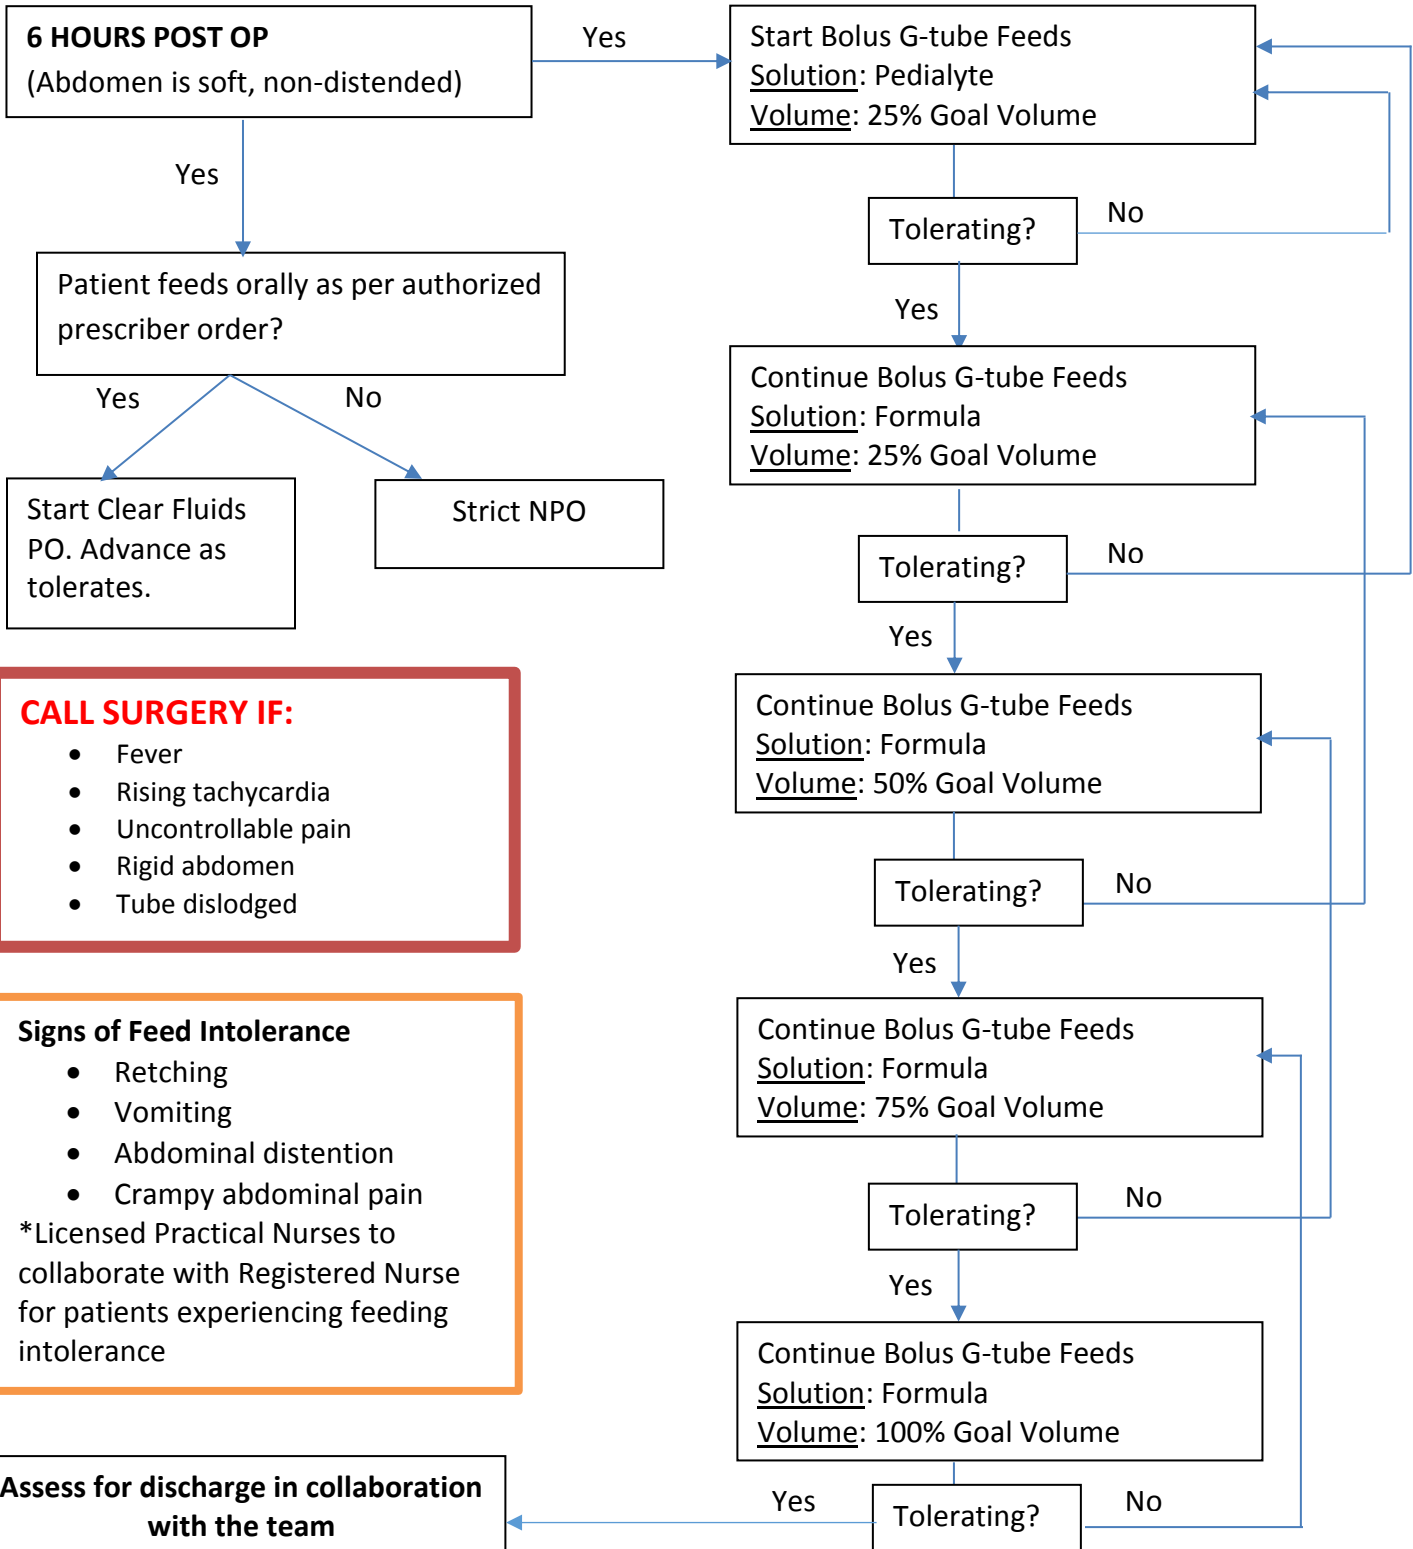 6 HOURS POST OP
(Abdomen is soft, non-distended)
Yes
Yes
Patient feeds orally as per authorized
prescriber order?
Yes
No
Start Clear Fluids
PO. Advance as
tolerates.
Strict NPO
CALL SURGERY IF:
• Fever
• Rising tachycardia
• Uncontrollable pain
• Rigid abdomen
• Tube dislodged
Signs of Feed Intolerance
• Retching
• Vomiting
• Abdominal distention
• Crampy abdominal pain
*Licensed Practical Nurses to
collaborate with Registered Nurse
for patients experiencing feeding
intolerance
Start Bolus G-tube Feeds
Solution: Pedialyte
Volume: 25% Goal Volume
Tolerating?
No
Yes
Continue Bolus G-tube Feeds
Solution: Formula
Volume: 25% Goal Volume
Tolerating?
No
Yes
Continue Bolus G-tube Feeds
Solution: Formula
Volume: 50% Goal Volume
Tolerating?
No
Yes
Continue Bolus G-tube Feeds
Solution: Formula
Volume: 75% Goal Volume
Tolerating?
No
Yes
Continue Bolus G-tube Feeds
Solution: Formula
Volume: 100% Goal Volume
Tolerating?
No
Yes
Assess for discharge in collaboration
with the team